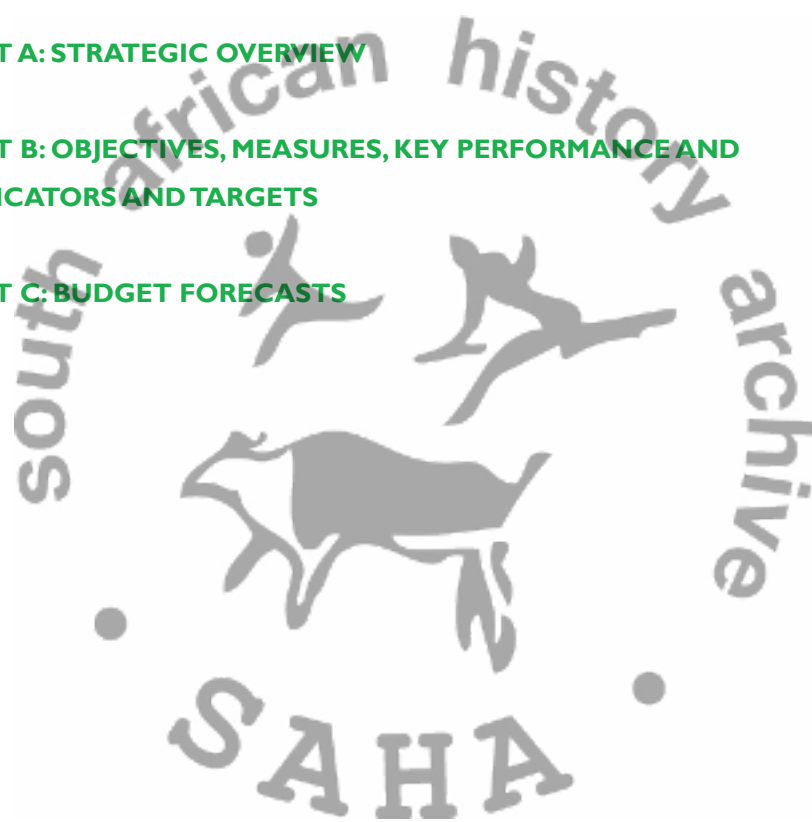 T A: STRATEGIC OVERVIEW
T B: OBJECTIVES, MEASURES, KEY PERFORMANCE AND
ICATORS AND TARGETS
T C: BUDGET FORECASTS
south african history archive
SAHA